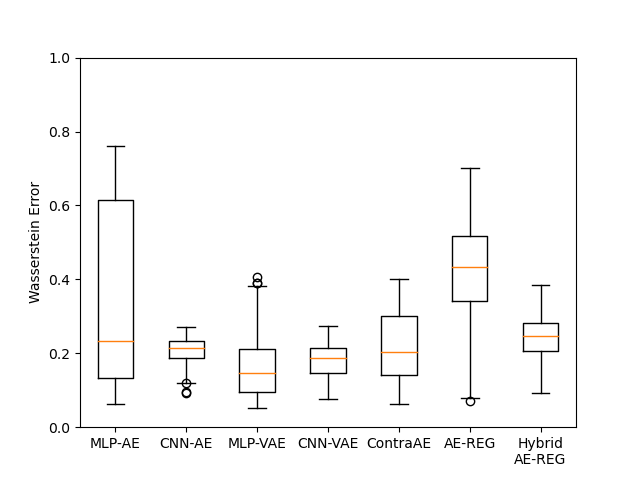 1.0
0.8
0.6
0.4
0.2
0.0
Wasserstein Error
MLP-AE CNN-AE MLP-VAE CNN-VAE ContraAE AE-REG Hybrid
AE-REG